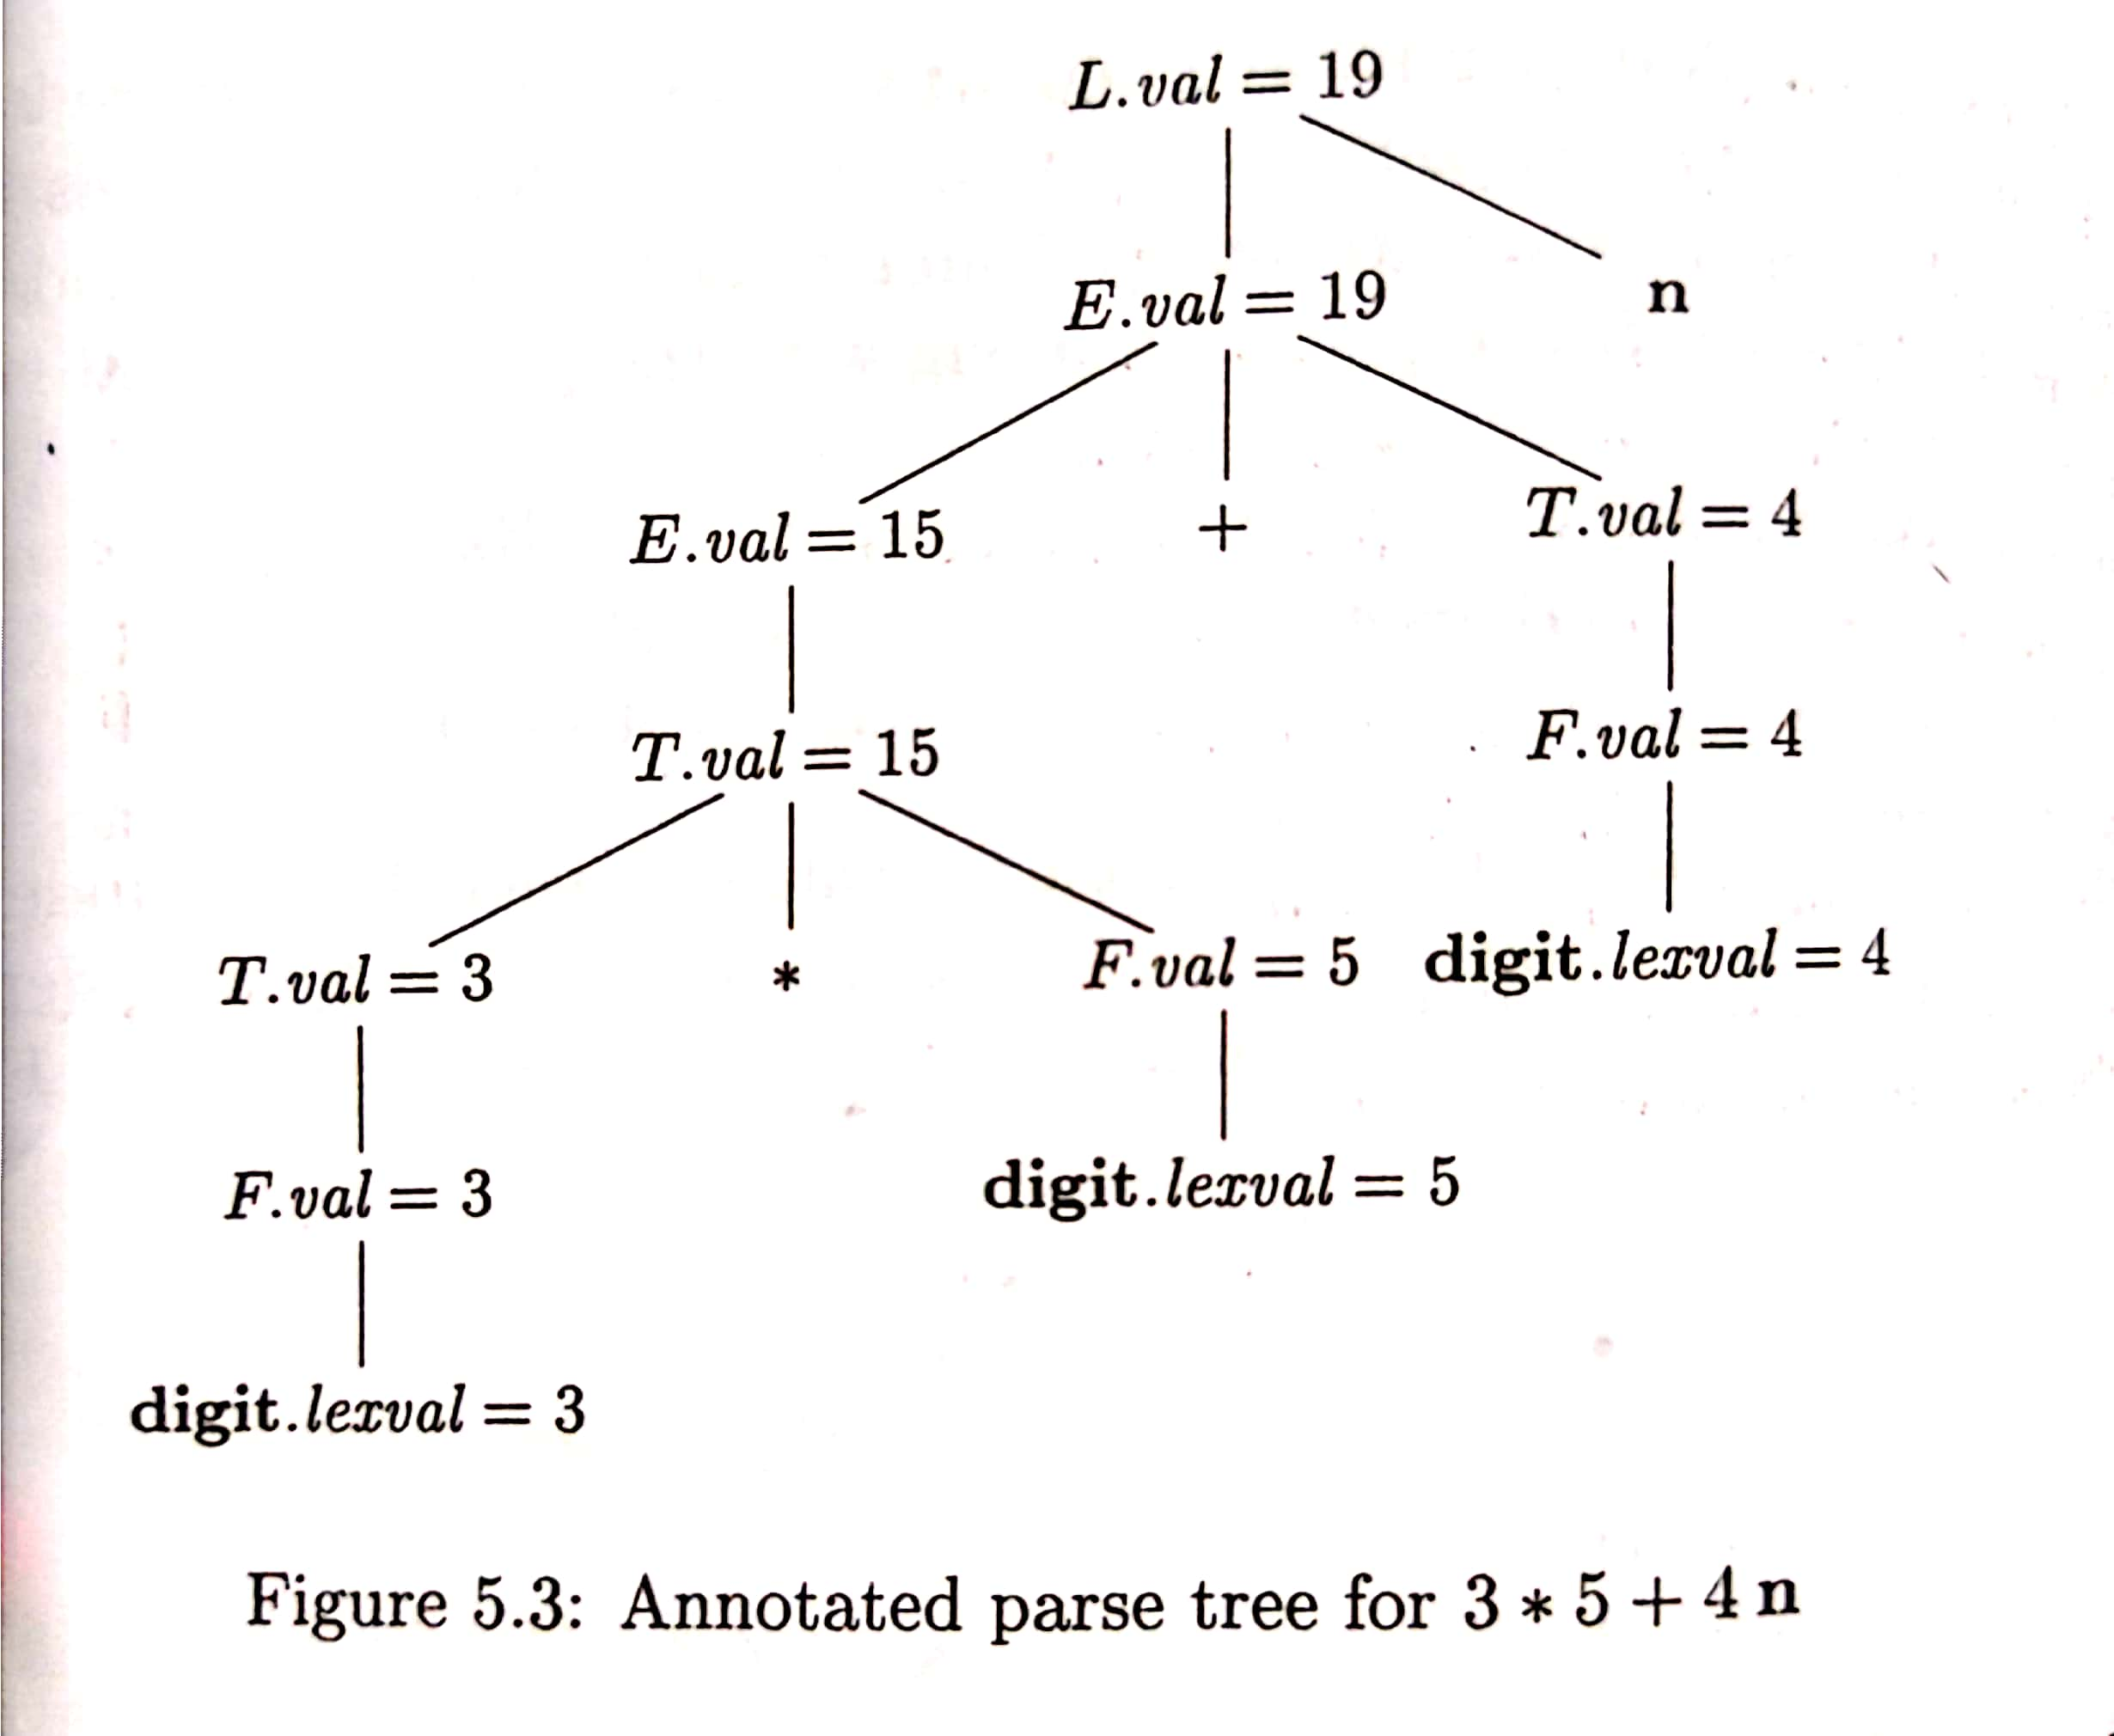 L.val = 19
E.val = 19 n
E.val = 15 + T.val = 4
T.val = 15 F.val = 4
T.val = 3 * F.val = 5 digit.lexval = 4
F.val = 3 digit.lexval = 5
digit.lexval = 3
Figure 5.3: Annotated parse tree for 3 * 5 + 4 n